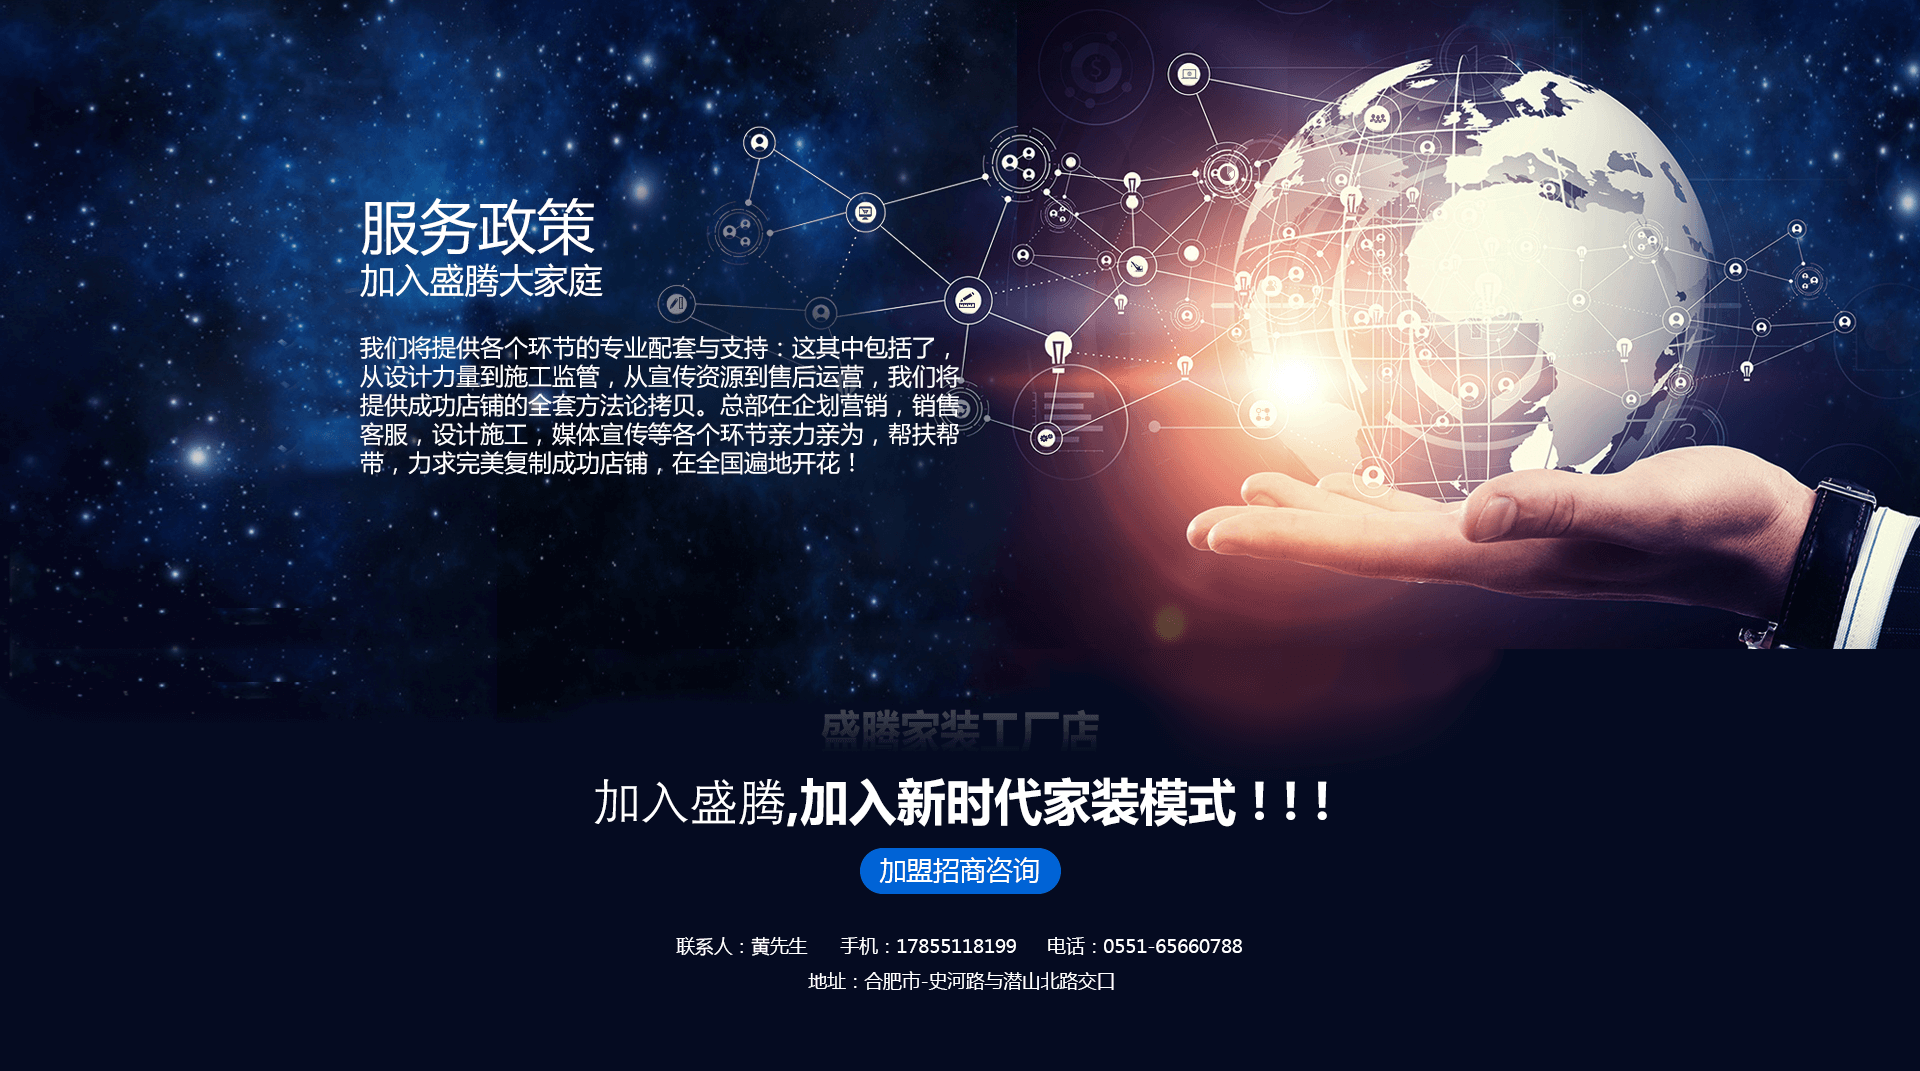 服务政策
加入盛腾大家庭
我们将提供各个环节的专业配套与支持：这其中包括了，
从设计力量到施工监管，从宣传资源到售后运营，我们将
提供成功店铺的全套方法论拷贝。总部在企划营销，销售
客服，设计施工，媒体宣传等各个环节亲力亲为，帮扶帮
带，力求完美复制成功店铺，在全国遍地开花！
盛腾家装工厂店
加入盛腾,加入新时代家装模式！！！
加盟招商咨询
联系人：黄先生 手机：17855118199 电话：0551-65660788
地址：合肥市-史河路与潜山北路交口